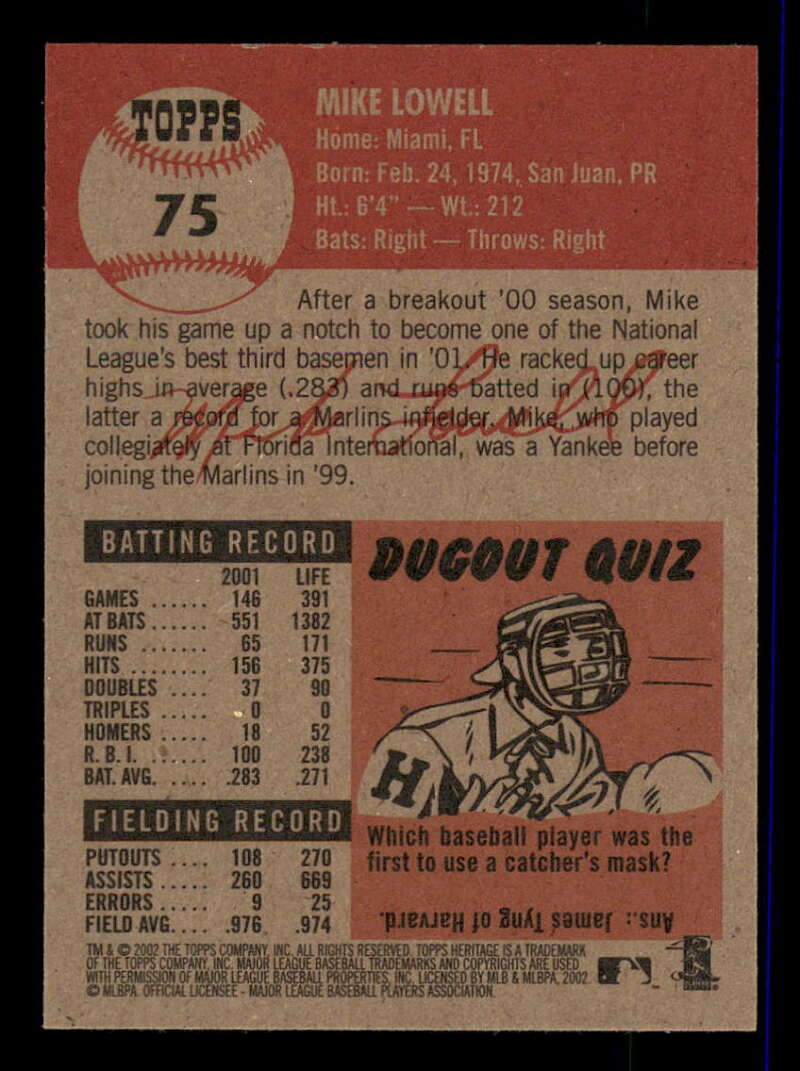 TOPPS
75
MIKE LOWELL
Home: Miami, FL
Born: Feb. 24, 1974, San Juan, PR
Ht.: 6'4" — Wt.: 212
Bats: Right — Throws: Right
After a breakout '00 season, Mike
took his game up a notch to become one of the National
League's best third basemen in '01. He racked up career
highs in average (.283) and runs batted in (100), the
latter a record for a Marlins infielder. Mike, who played
collegiately at Florida International, was a Yankee before
joining the Marlins in '99.
BATTING RECORD
2001 LIFE
GAMES ...... 146 391
AT BATS ...... 551 1382
RUNS ....... 65 171
HITS ........ 156 375
DOUBLES .... 37 90
TRIPLES ..... 0 0
HOMERS ..... 18 52
R. B. I. ....... 100 238
BAT. AVG. ..... .283 .271
FIELDING RECORD
PUTOUTS .... 108 270
ASSISTS ..... 260 669
ERRORS ..... 9 25
FIELD AVG. .... .976 .974
DUGOUT QUIZ
H
Which baseball player was the
first to use a catcher's mask?
Ans.: James Tyng of Harvard.
TM & © 2002 THE TOPPS COMPANY, INC. ALL RIGHTS RESERVED. TOPPS HERITAGE IS A TRADEMARK
OF THE TOPPS COMPANY, INC. MAJOR LEAGUE BASEBALL TRADEMARKS AND COPYRIGHTS ARE USED
WITH PERMISSION OF MAJOR LEAGUE BASEBALL PROPERTIES, INC. LICENSED BY MLB & MLBPA. 2002
© MLBPA. OFFICIAL LICENSEE - MAJOR LEAGUE BASEBALL PLAYERS ASSOCIATION.